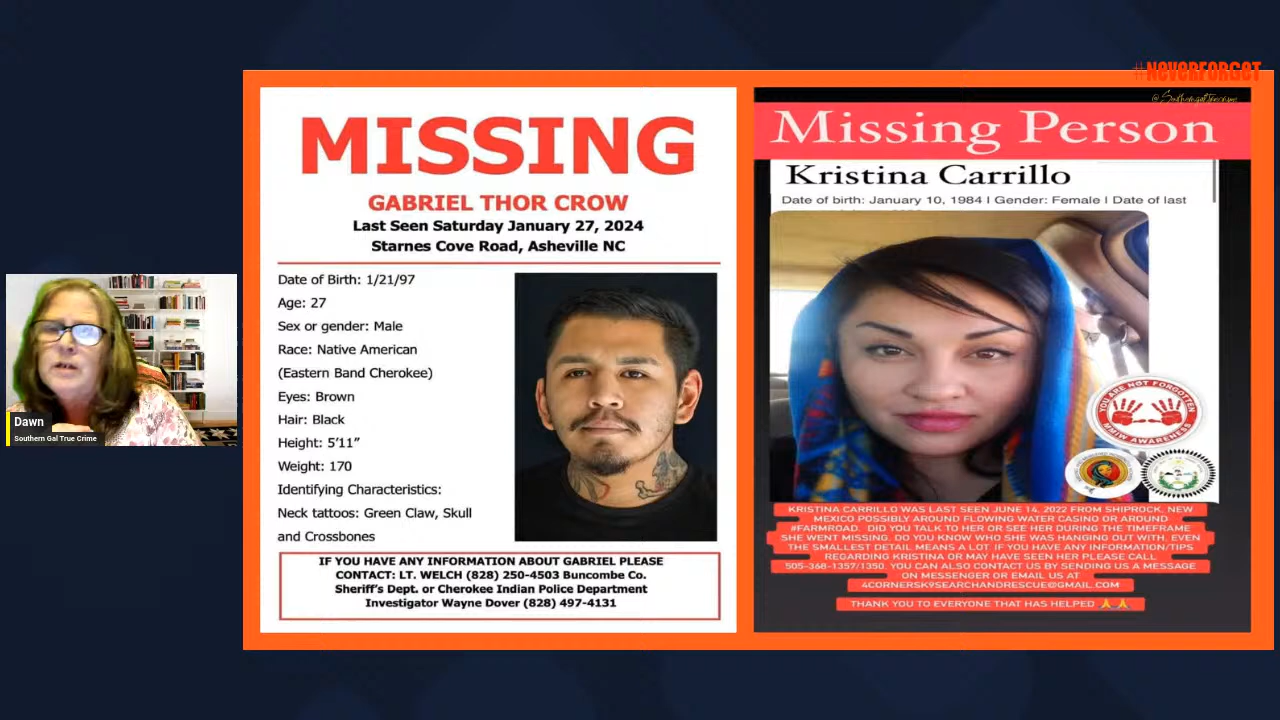 #NEVERFORGET
@Southerngaltruecrime
MISSING
GABRIEL THOR CROW
Last Seen Saturday January 27, 2024
Starnes Cove Road, Asheville NC
Date of Birth: 1/21/97
Age: 27
Sex or gender: Male
Race: Native American
(Eastern Band Cherokee)
Eyes: Brown
Hair: Black
Height: 5'11"
Weight: 170
Identifying Characteristics:
Neck tattoos: Green Claw, Skull
and Crossbones
IF YOU HAVE ANY INFORMATION ABOUT GABRIEL PLEASE
CONTACT: LT. WELCH (828) 250-4503 Buncombe Co.
Sheriff's Dept. or Cherokee Indian Police Department
Investigator Wayne Dover (828) 497-4131
Missing Person
Kristina Carrillo
Date of birth: January 10, 1984 | Gender: Female | Date of last
YOU ARE NOT FORGOTTEN
MMIW AWARENESS
KRISTINA CARRILLO WAS LAST SEEN JUNE 14, 2022 FROM SHIPROCK, NEW
MEXICO POSSIBLY AROUND FLOWING WATER CASINO OR AROUND
#FARMROAD. DID YOU TALK TO HER OR SEE HER DURING THE TIMEFRAME
SHE WENT MISSING, DO YOU KNOW WHO SHE WAS HANGING OUT WITH, EVEN
THE SMALLEST DETAIL MEANS A LOT. IF YOU HAVE ANY INFORMATION/TIPS
REGARDING KRISTINA OR MAY HAVE SEEN HER PLEASE CALL
505-368-1357/1350. YOU CAN ALSO CONTACT US BY SENDING US A MESSAGE
ON MESSENGER OR EMAIL US AT
4CORNERSK9SEARCHANDRESCUE@GMAIL.COM
THANK YOU TO EVERYONE THAT HAS HELPED 🙏🙏
Dawn
Southern Gal True Crime